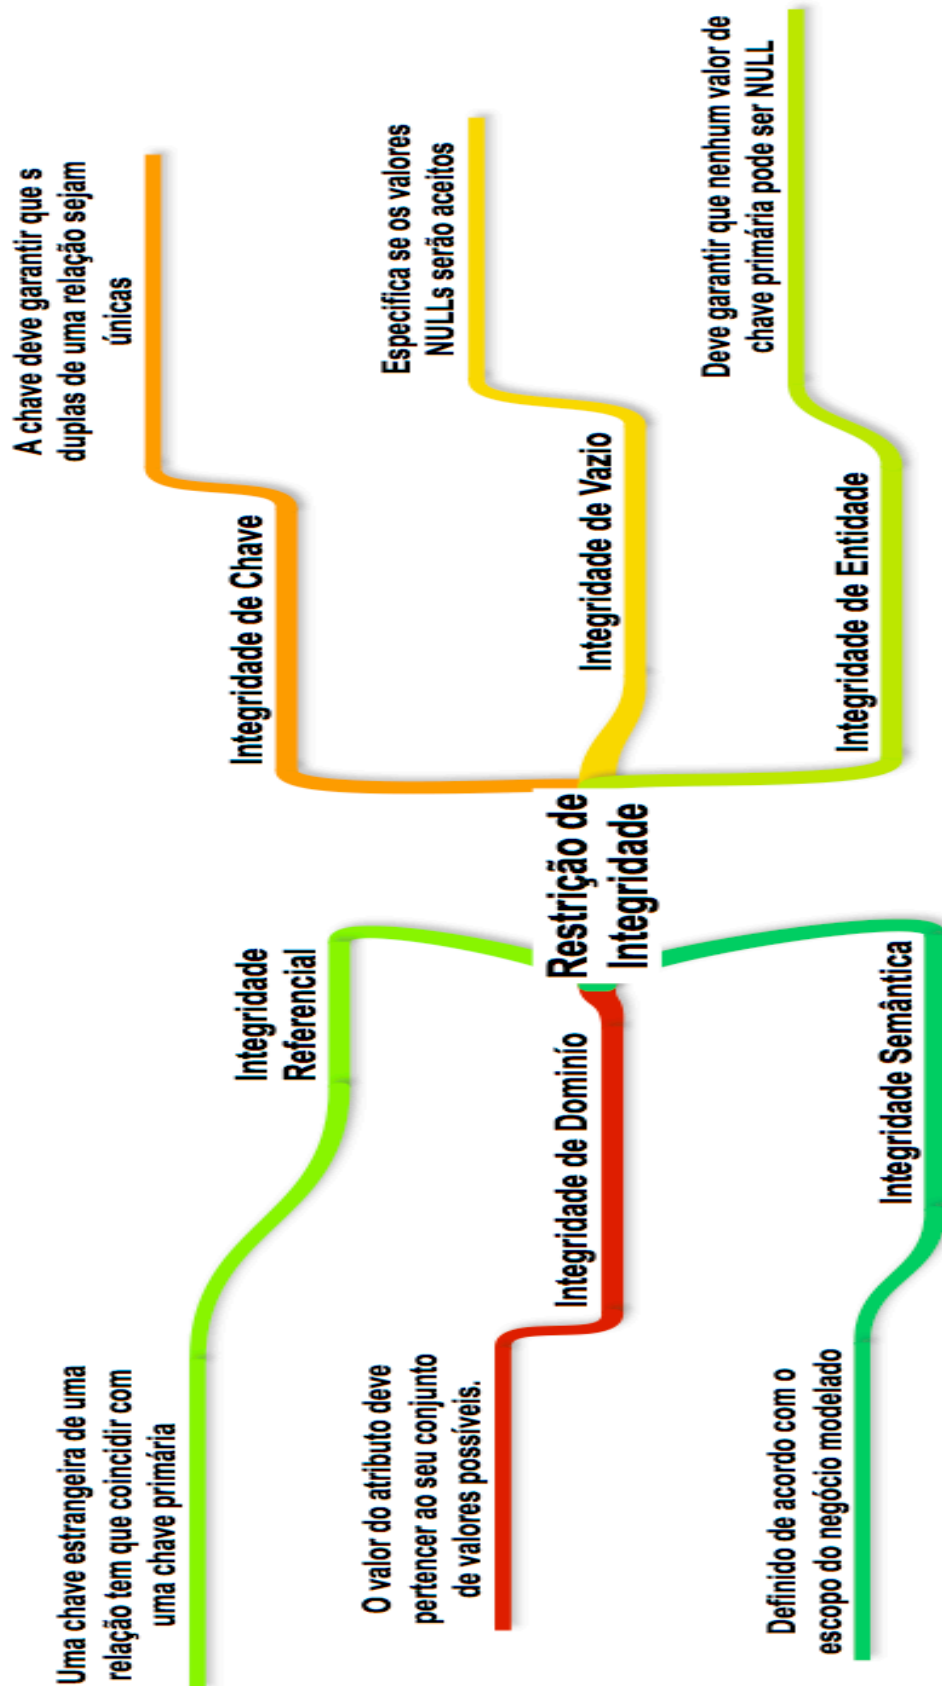 Uma chave estrangeira de uma
relação tem que coincidir com
uma chave primária
Integridade
Referencial
O valor do atributo deve
pertencer ao seu conjunto
de valores possíveis.
Integridade de Domínio
Definido de acordo com o
escopo do negócio modelado
Integridade Semântica
Restrição de
Integridade
A chave deve garantir que s
duplas de uma relação sejam
únicas
Integridade de Chave
Especifica se os valores
NULLs serão aceitos
Integridade de Vazio
Deve garantir que nenhum valor de
chave primária pode ser NULL
Integridade de Entidade